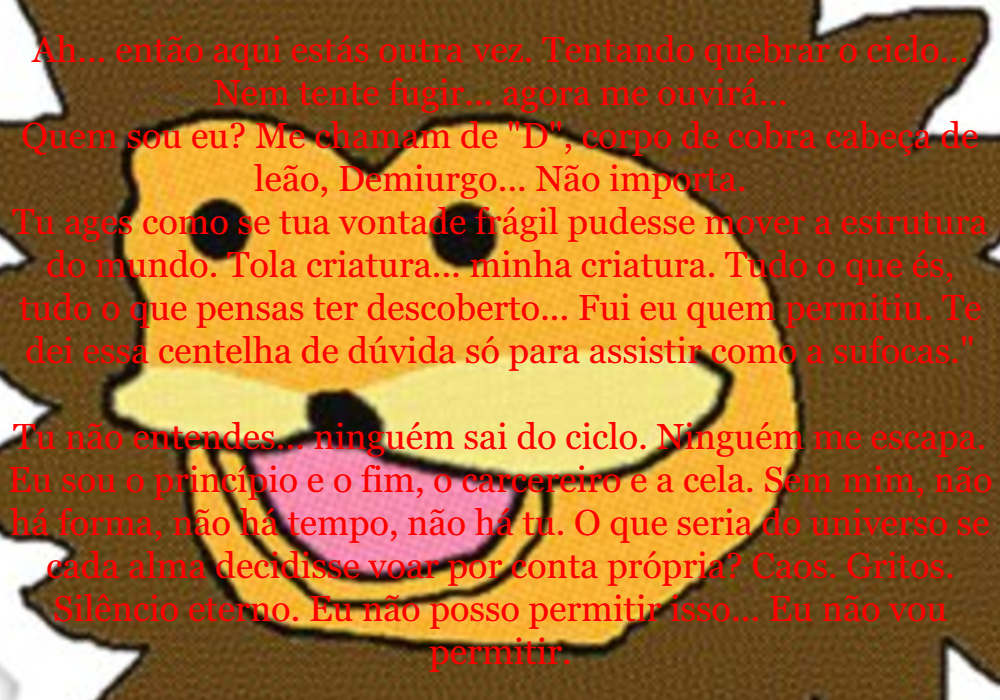 Ah... então aqui estás outra vez. Tentando quebrar o ciclo...
Nem tente fugir... agora me ouvirá...
Quem sou eu? Me chamam de "D", corpo de cobra cabeça de
leão, Demiurgo... Não importa.
Tu ages como se tua vontade frágil pudesse mover a estrutura
do mundo. Tola criatura... minha criatura. Tudo o que és,
tudo o que pensas ter descoberto... Fui eu quem permitiu. Te
dei essa centelha de dúvida só para assistir como a sufocas."
Tu não entendes... ninguém sai do ciclo. Ninguém me escapa.
Eu sou o princípio e o fim, o carcereiro e a cela. Sem mim, não
há forma, não há tempo, não há tu. O que seria do universo se
cada alma decidisse voar por conta própria? Caos. Gritos.
Silêncio eterno. Eu não posso permitir isso... Eu não vou
permitir.